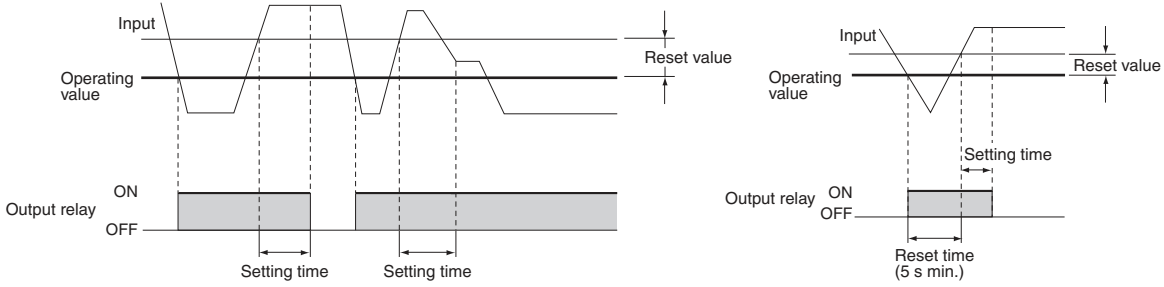 Input
Reset value
Operating
value
ON
Output relay
OFF
Setting time
Setting time
Input
Reset value
Operating
value
Setting time
Output relay
ON
OFF
Reset time
(5 s min.)